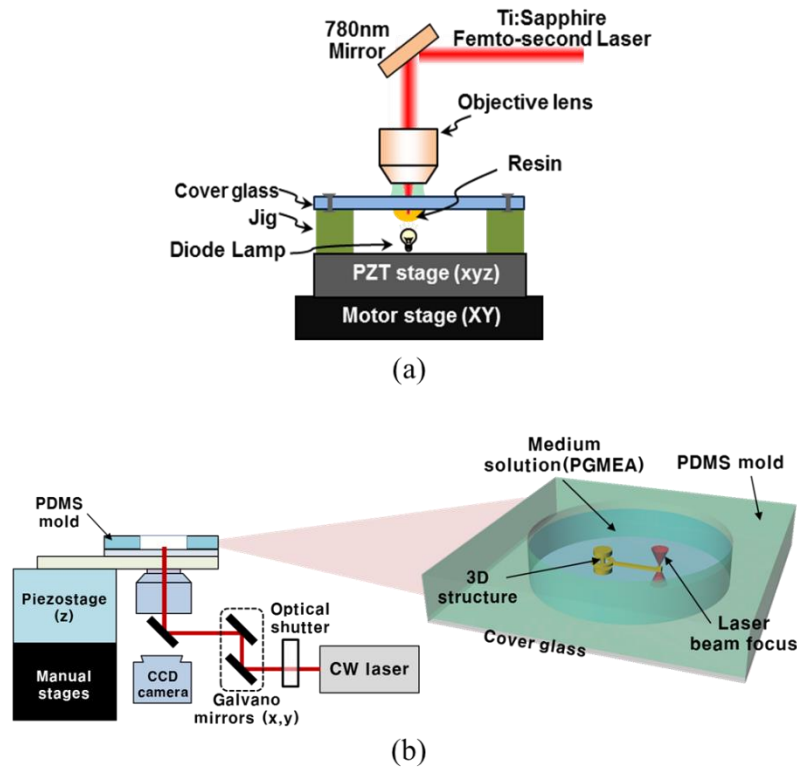 Ti:Sapphire
Femto-second Laser
780nm
Mirror
Objective lens
Resin
Cover glass
Jig
Diode Lamp
PZT stage (xyz)
Motor stage (XY)
(a)
Medium
solution(PGMEA)
PDMS mold
PDMS
mold
3D
structure
Laser
beam focus
Cover glass
Piezostage
(z)
Manual
stages
Optical
shutter
CCD
camera
CW laser
Galvano
mirrors (x,y)
(b)